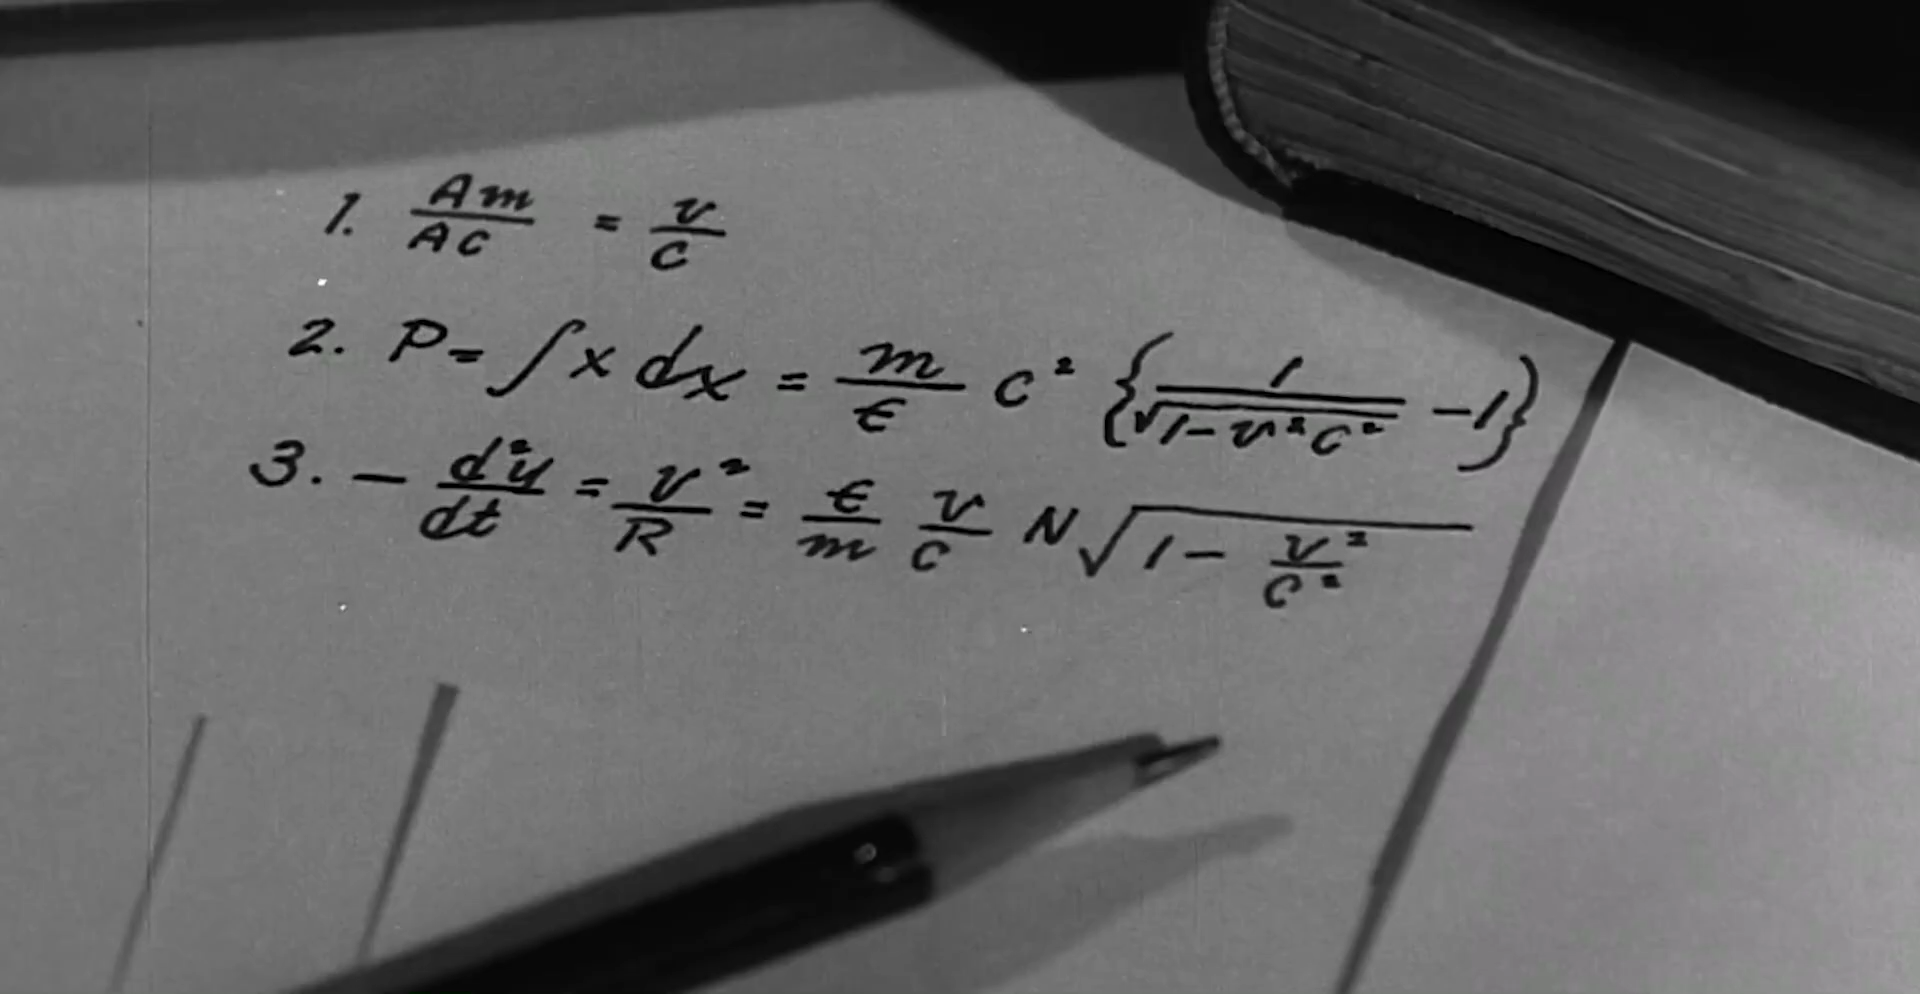 1. Am/AC = v/C
2. P = ∫x dx = m/ϵ C² {1/√(1-v²C²) -1}
3. - d²y/dt = v²/R = ϵ/m v/c N√(1 - v²/c²)